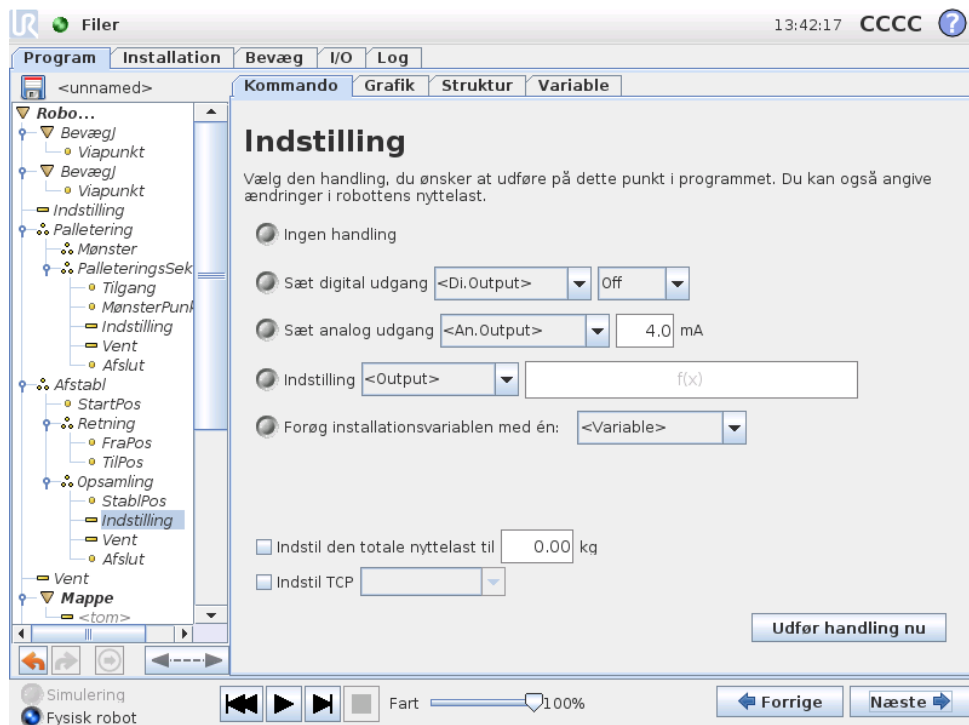 UR Filer 13:42:17 CCCC ?
Program Installation Bevæg I/O Log
<unnamed>
Kommando Grafik Struktur Variable
Robo...
BevægJ
Viapunkt
BevægJ
Viapunkt
Indstilling
Palletering
Mønster
PalleteringsSek
Tilgang
MønsterPunk
Indstilling
Vent
Afslut
Afstabl
StartPos
Retning
FraPos
TilPos
Opsamling
StablPos
Indstilling
Vent
Afslut
Vent
Mappe
<tom>
Indstilling
Vælg den handling, du ønsker at udføre på dette punkt i programmet. Du kan også angive
ændringer i robottens nyttelast.
Ingen handling
Sæt digital udgang <Di.Output> Off
Sæt analog udgang <An.Output> 4.0 mA
Indstilling <Output> f(x)
Forøg installationsvariablen med én: <Variable>
Indstil den totale nyttelast til 0.00 kg
Indstil TCP
Udfør handling nu
Simulering
Fysisk robot
Fart 100%
Forrige Næste